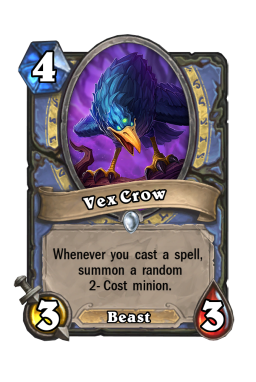 4
Vex Crow
Whenever you cast a spell,
summon a random
2- Cost minion.
3
Beast
3